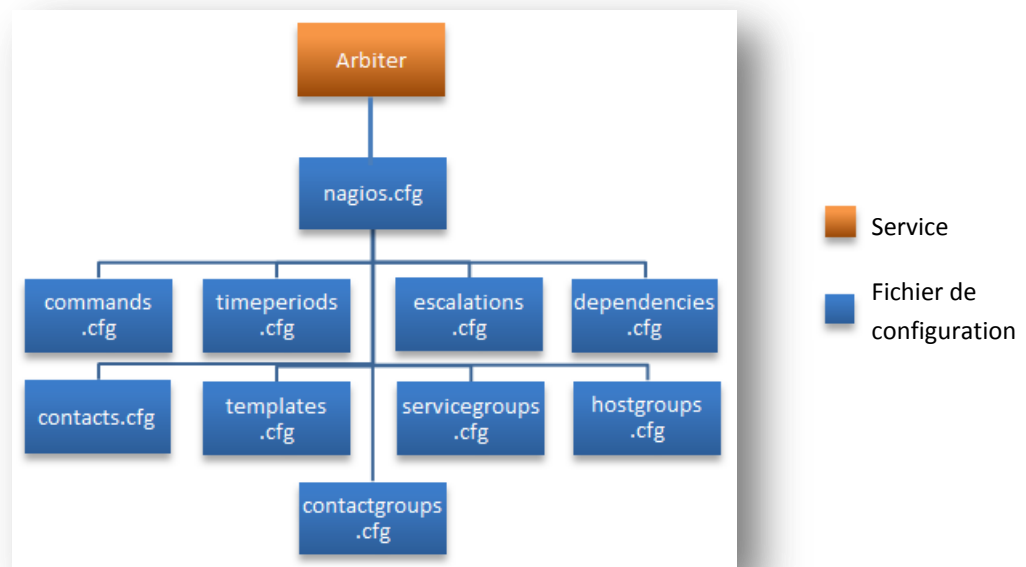 Arbiter
nagios.cfg
commands
.cfg
timeperiods
.cfg
escalations
.cfg
dependencies
.cfg
contacts.cfg
templates
.cfg
servicegroups
.cfg
hostgroups
.cfg
contactgroups
.cfg
Service
Fichier de
configuration